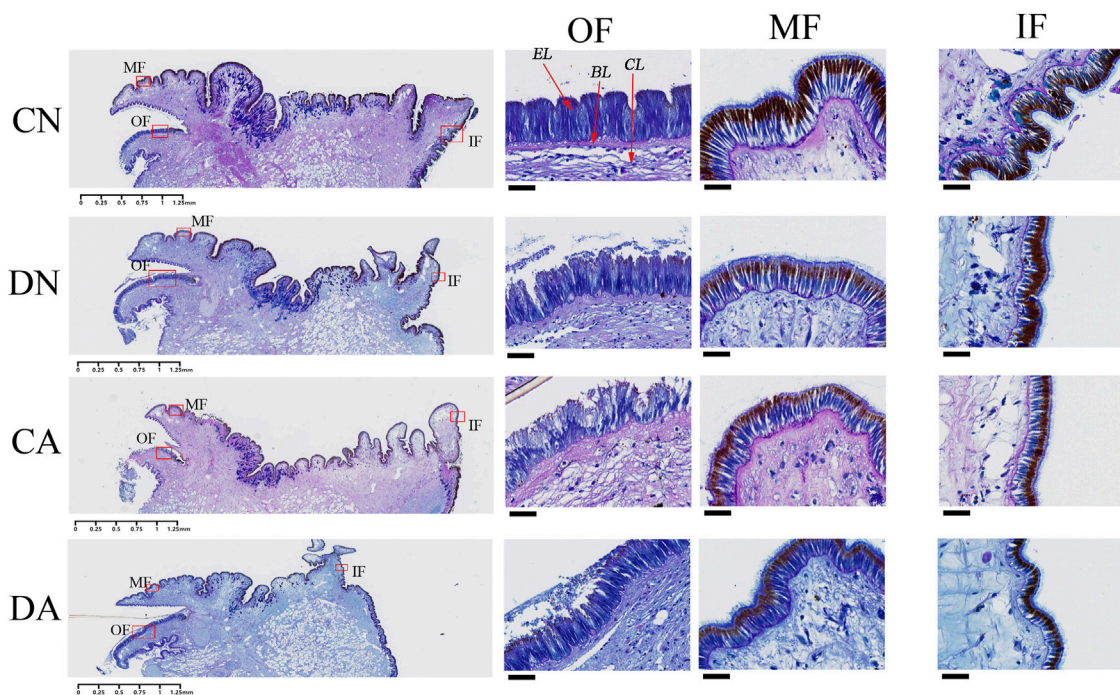 OF MF IF
CN
MF
OF
IF
EL BL CL
0 0.25 0.5 0.75 1 1.25mm
DN
MF
OF
IF
0 0.25 0.5 0.75 1 1.25mm
CA
MF
OF
IF
0 0.25 0.5 0.75 1 1.25mm
DA
MF
OF
IF
0 0.25 0.5 0.75 1 1.25mm